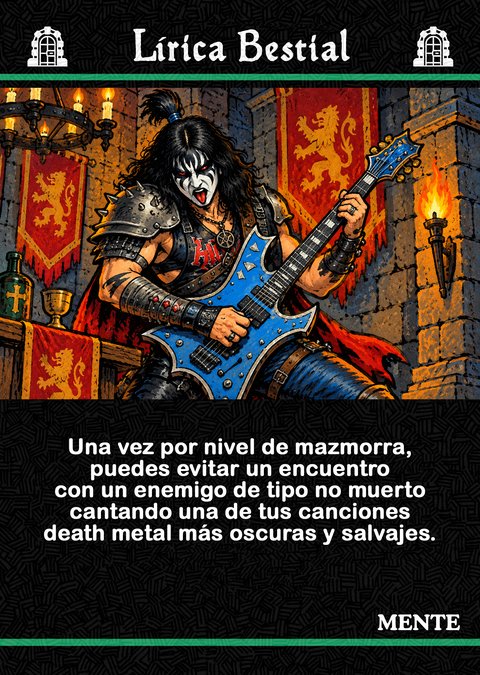 Lírica Bestial
Una vez por nivel de mazmorra,
puedes evitar un encuentro
con un enemigo de tipo no muerto
cantando una de tus canciones
death metal más oscuras y salvajes.
MENTE